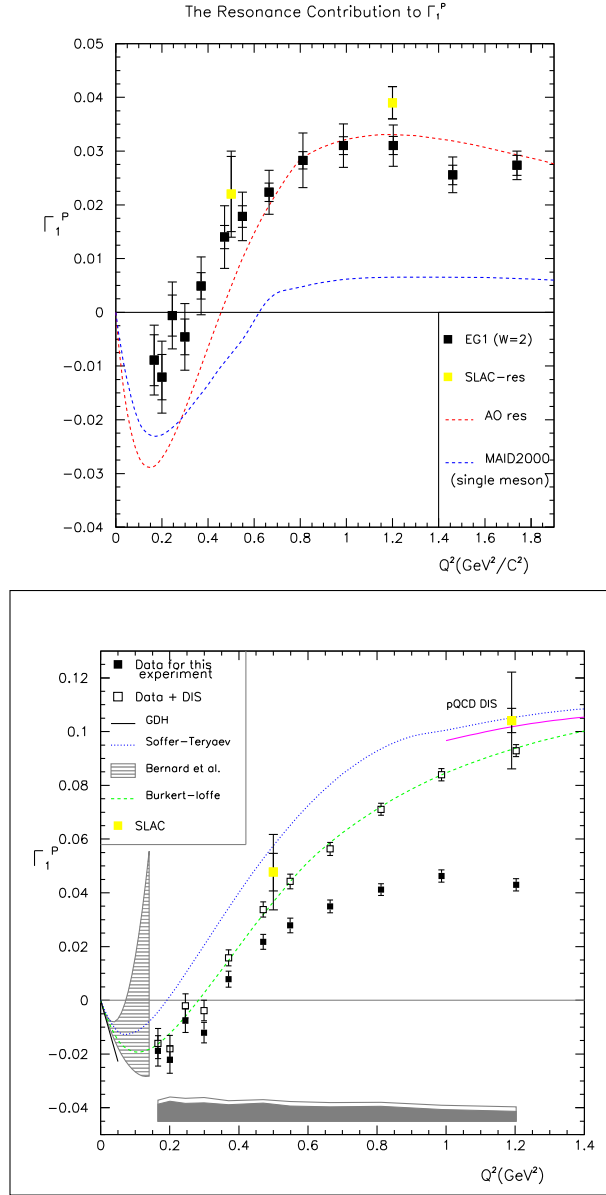 The Resonance Contribution to Γ₁ᴾ
0.05
0.04
0.03
0.02
0.01
0
−0.01
−0.02
−0.03
−0.04
Γ₁ᴾ
EG1 (W=2)
SLAC−res
AO res
MAID2000
(single meson)
0 0.2 0.4 0.6 0.8 1 1.2 1.4 1.6 1.8
Q²(GeV²/C²)
Data for this
experiment
Data + DIS
GDH
Soffer−Teryaev
Bernard et al.
Burkert−Ioffe
SLAC
pQCD DIS
0.12
0.1
0.08
0.06
0.04
0.02
0
−0.02
−0.04
Γ₁ᴾ
0 0.2 0.4 0.6 0.8 1 1.2 1.4
Q²(GeV²)